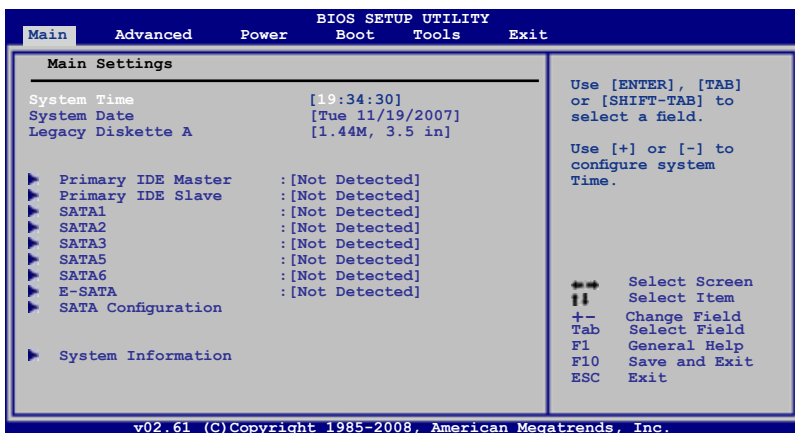 BIOS SETUP UTILITY
Main Advanced Power Boot Tools Exit
Main Settings
System Time [19:34:30]
System Date [Tue 11/19/2007]
Legacy Diskette A [1.44M, 3.5 in]
Primary IDE Master :[Not Detected]
Primary IDE Slave :[Not Detected]
SATA1 :[Not Detected]
SATA2 :[Not Detected]
SATA3 :[Not Detected]
SATA5 :[Not Detected]
SATA6 :[Not Detected]
E-SATA :[Not Detected]
SATA Configuration
System Information
Use [ENTER], [TAB]
or [SHIFT-TAB] to
select a field.
Use [+] or [-] to
configure system
Time.
Select Screen
Select Item
+- Change Field
Tab Select Field
F1 General Help
F10 Save and Exit
ESC Exit
v02.61 (C)Copyright 1985-2008, American Megatrends, Inc.